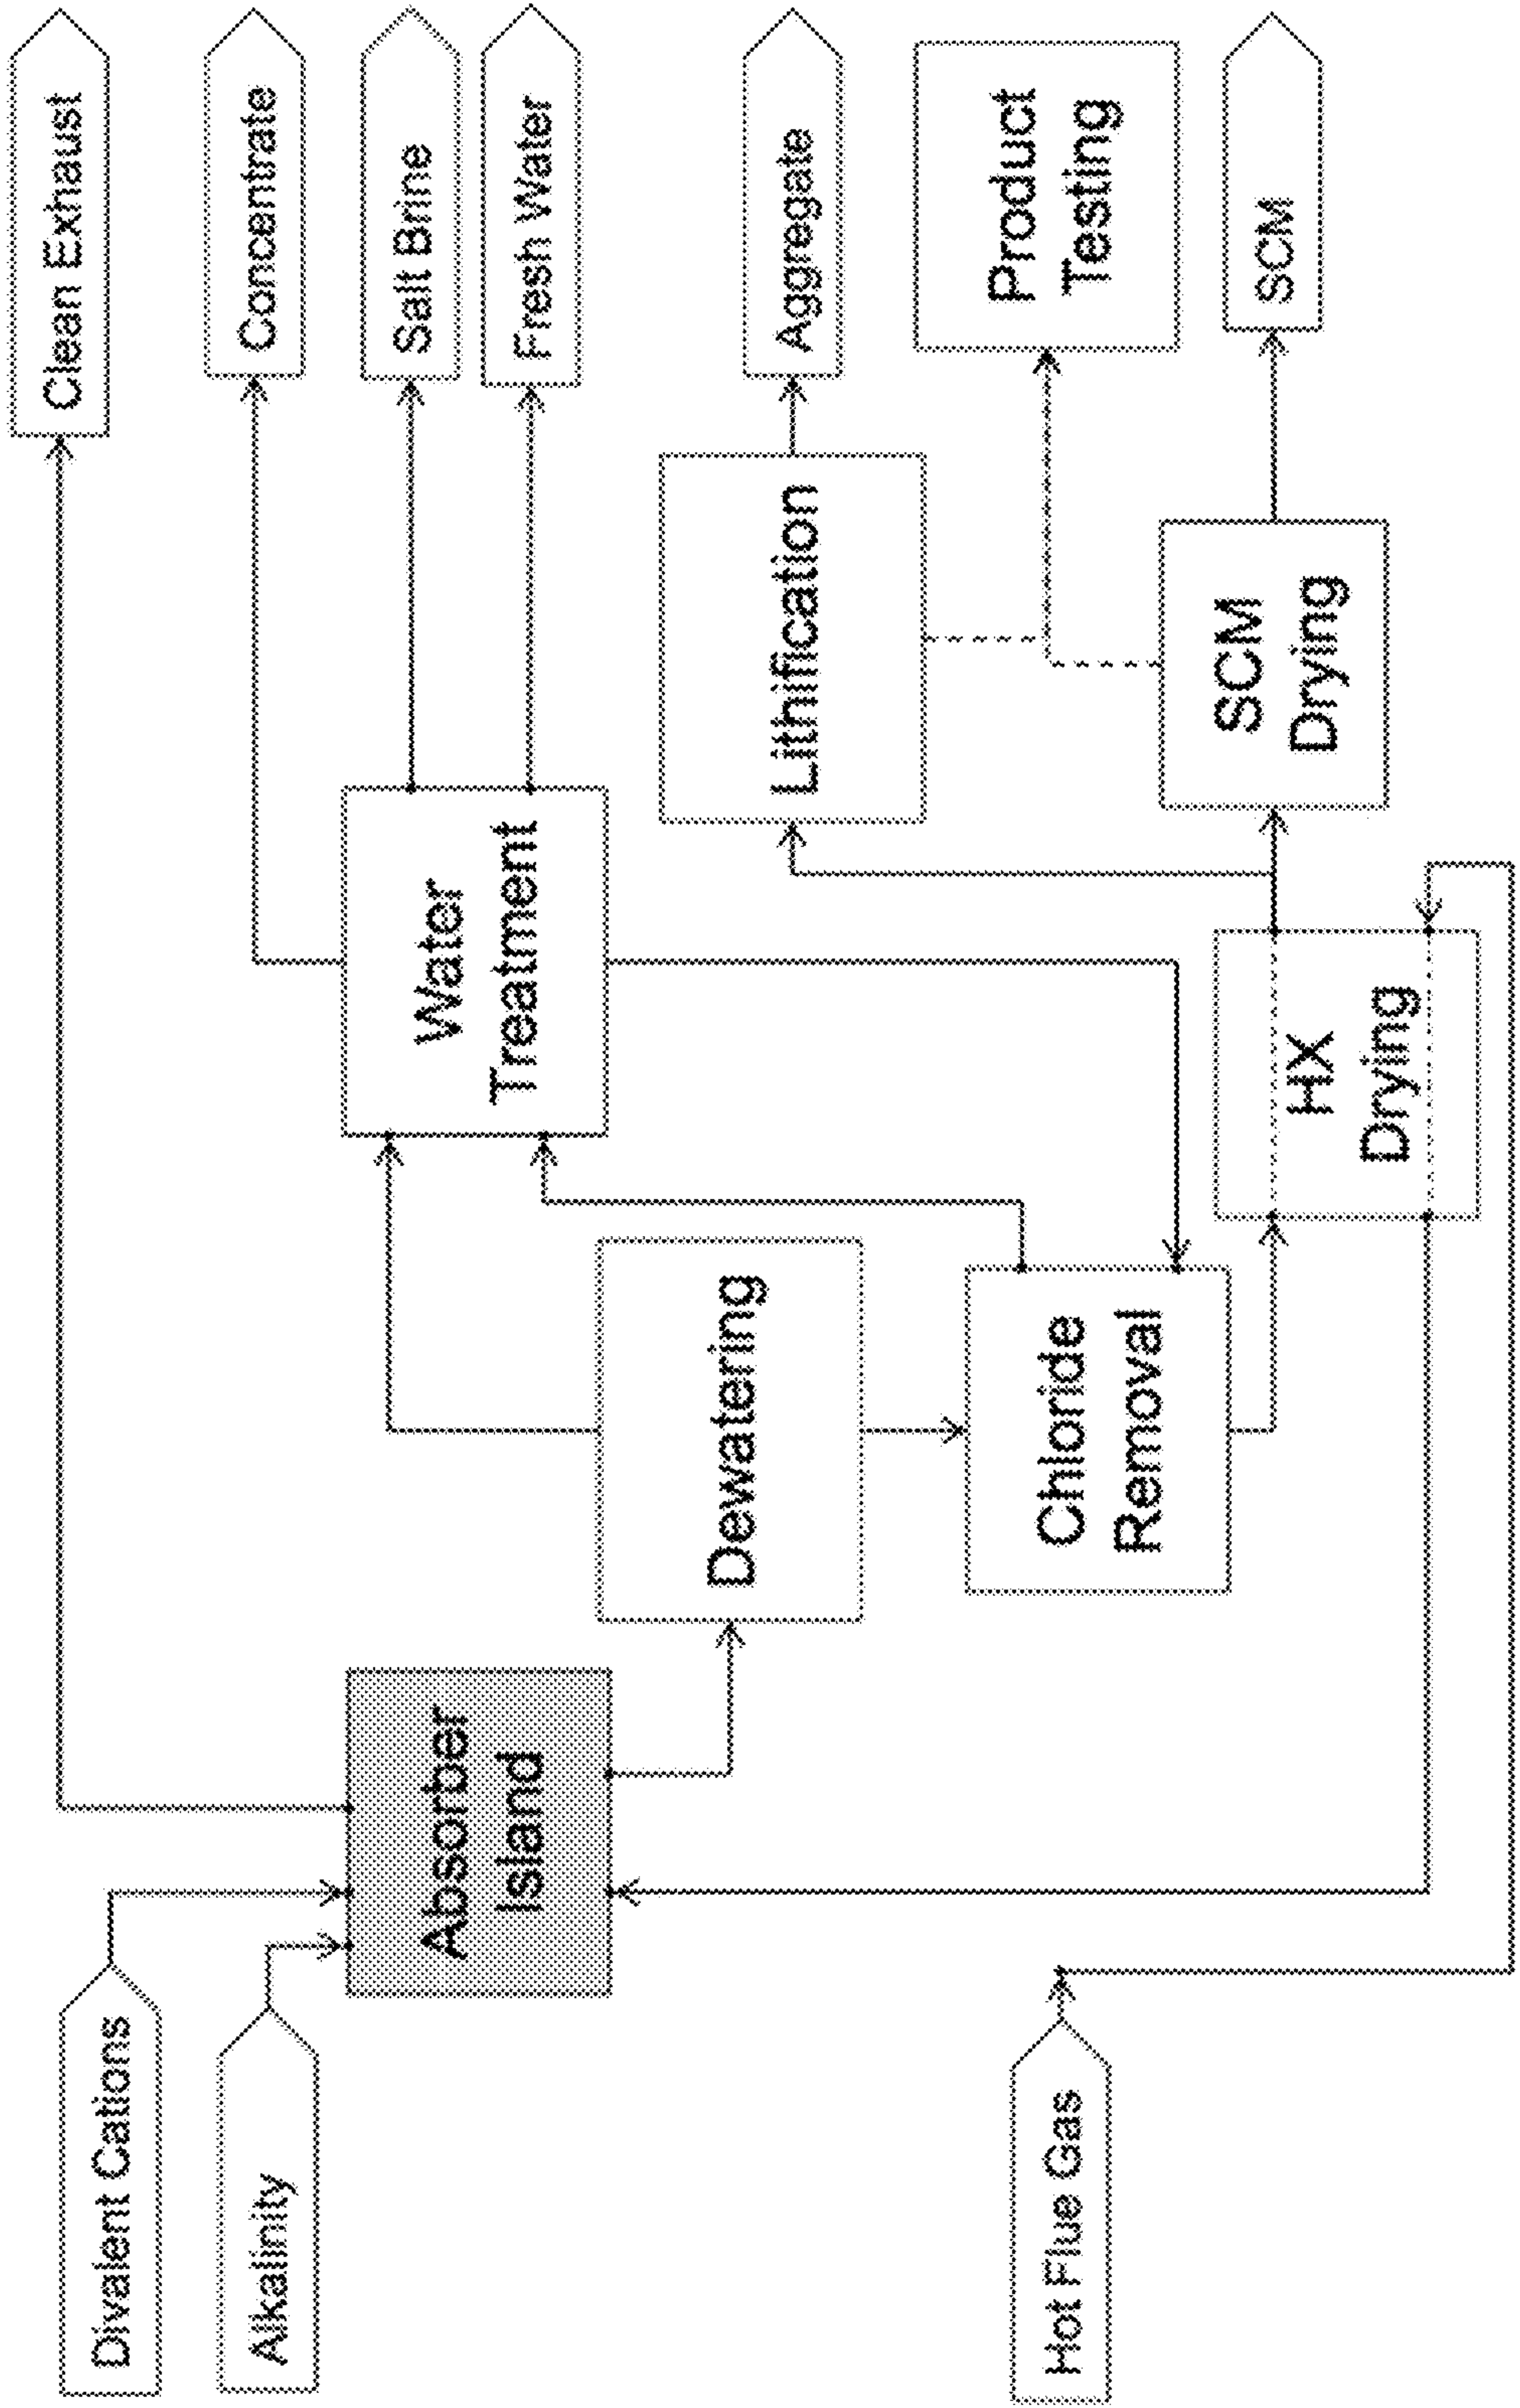 Divalent Cations
Alkalinity
Hot Flue Gas
Absorber
Island
Dewatering
Chloride
Removal
Water
Treatment
HX
Drying
Lithification
SCM
Drying
Clean Exhaust
Concentrate
Salt Brine
Fresh Water
Aggregate
Product
Testing
SCM